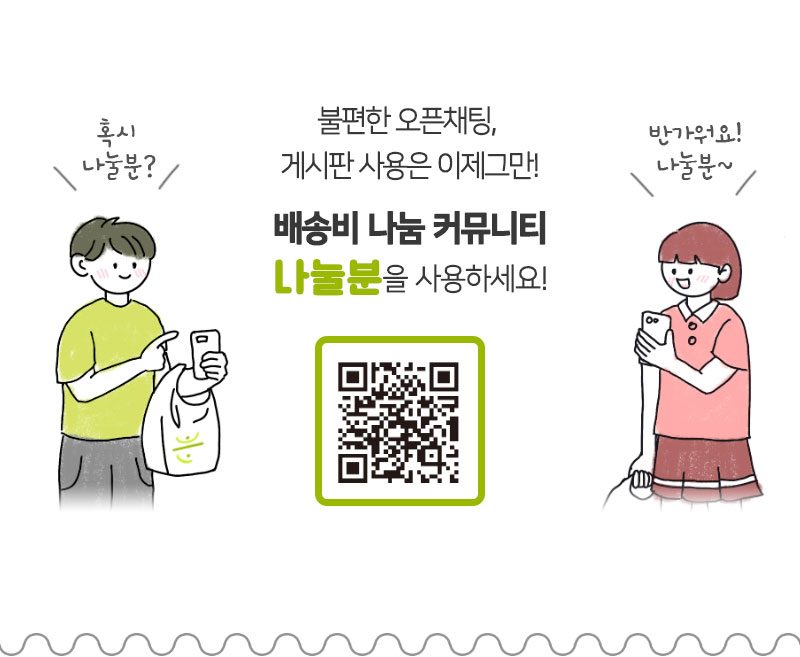 혹시
나눌분?
불편한 오픈채팅,
게시판 사용은 이제그만!
배송비 나눔 커뮤니티
나눌분을 사용하세요!
반가워요!
나눌분~